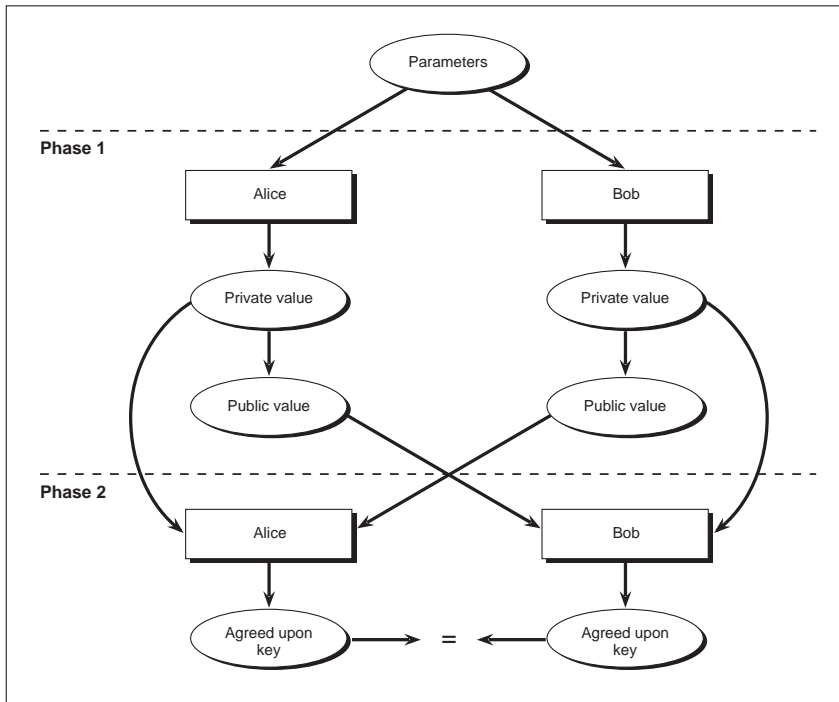 Parameters
Phase 1
Alice
Bob
Private value
Private value
Public value
Public value
Phase 2
Alice
Bob
Agreed upon
key
=
Agreed upon
key